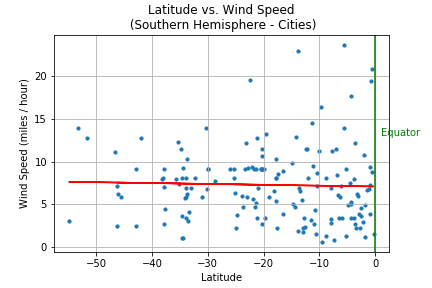 Latitude vs. Wind Speed
(Southern Hemisphere - Cities)
Wind Speed (miles / hour)
20
15
10
5
0
Equator
−50 −40 −30 −20 −10 0
Latitude